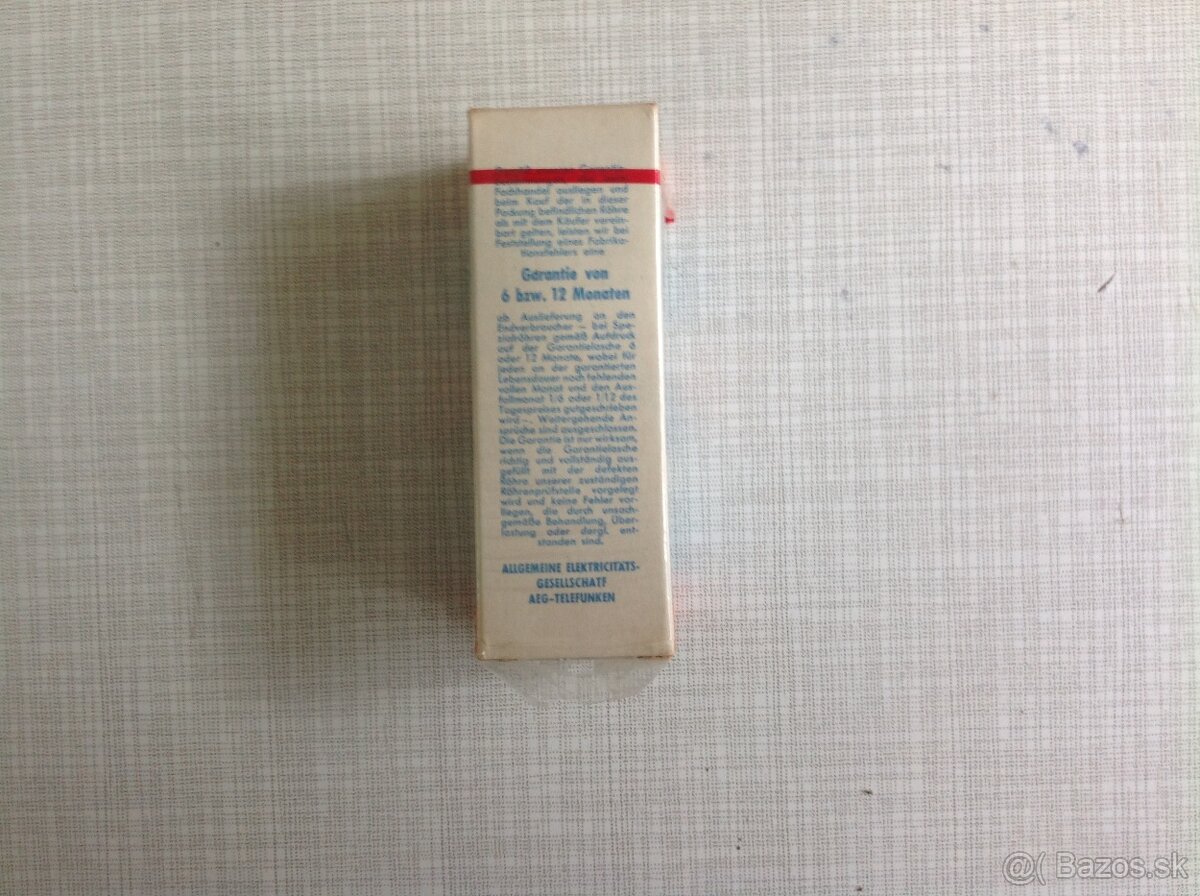 Fachhandel ausliegen und
beim Kauf der in dieser
Packung befindlichen Röhre
als mit dem Käufer verein-
bart gelten, leisten wir bei
Feststellung eines Fabrika-
tionsfehlers eine
Garantie von
6 bzw. 12 Monaten
ab Auslieferung an den
Endverbraucher – bei Spe-
zialröhren gemäß Aufdruck
auf der Garantielasche 6
oder 12 Monate, wobei für
jeden an der garantierten
Lebensdauer noch fehlenden
vollen Monat und den Aus-
fallmonat 1/6 oder 1/12 des
Tagespreises gutgeschrieben
wird –. Weitergehende An-
sprüche sind ausgeschlossen.
Die Garantie ist nur wirksam,
wenn die Garantielasche
richtig und vollständig aus-
gefüllt mit der defekten
Röhre unserer zuständigen
Röhrenprüfstelle vorgelegt
wird und keine Fehler vor-
liegen, die durch unsach-
gemäße Behandlung, Über-
lastung oder dergl. ent-
standen sind.
ALLGEMEINE ELEKTRICITÄTS-
GESELLSCHATF
AEG-TELEFUNKEN
@( Bazos.sk